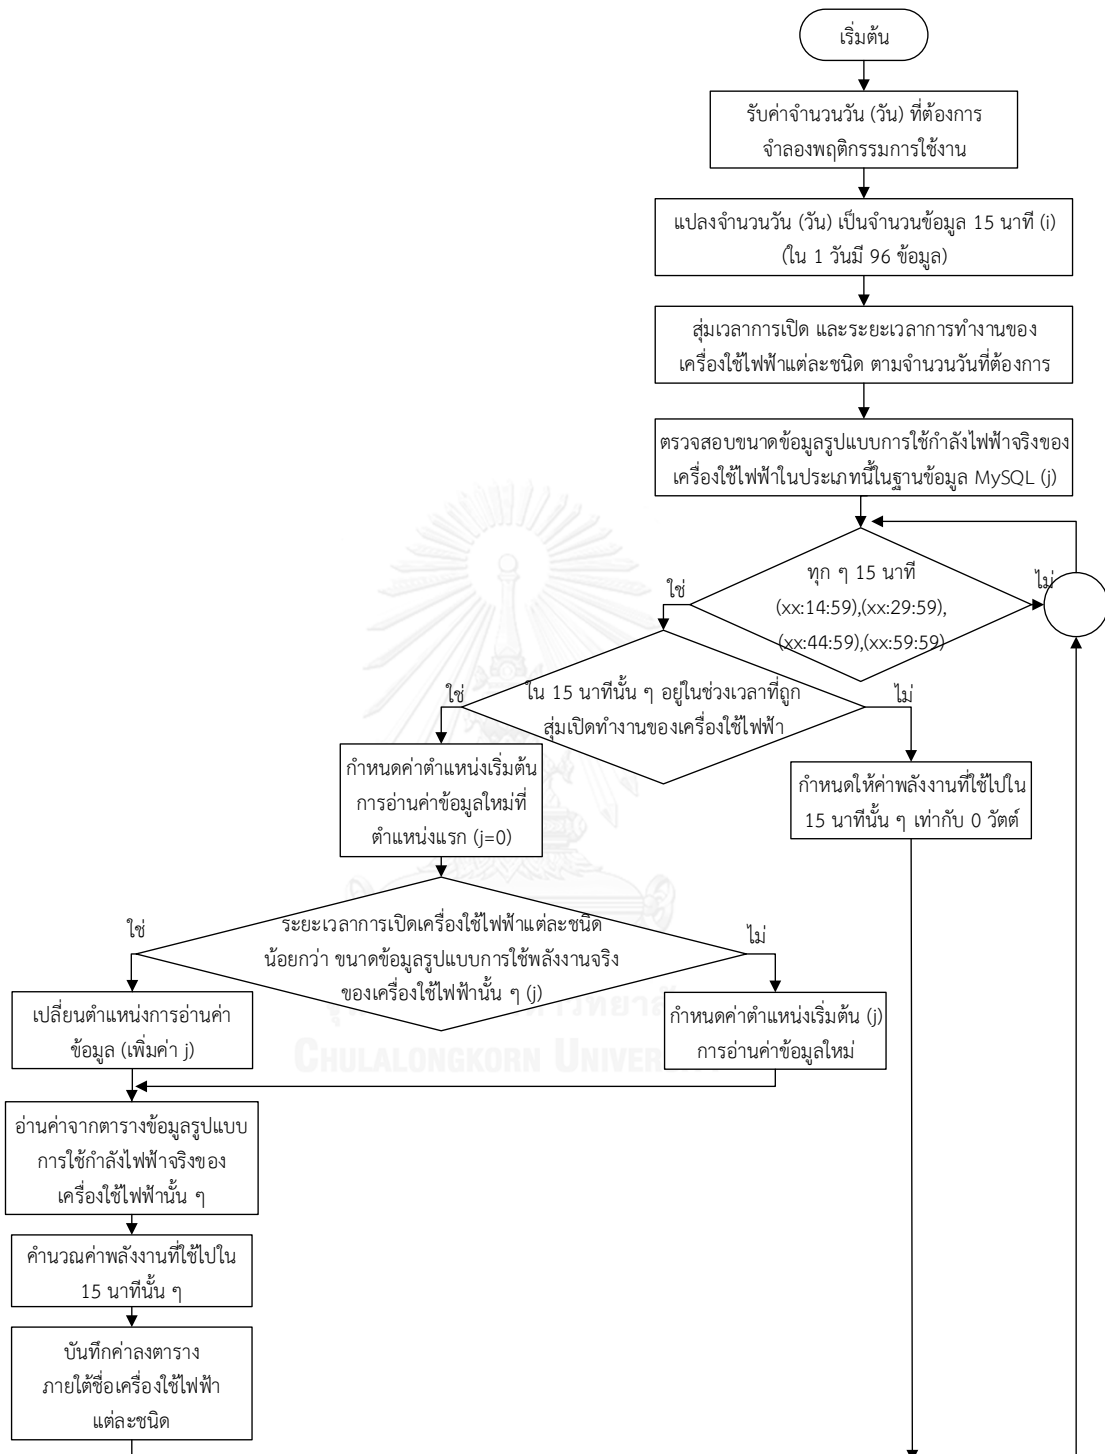 เริ่มต้น
รับค่าจำนวนวัน (วัน) ที่ต้องการ
จำลองพฤติกรรมการใช้งาน
แปลงจำนวนวัน (วัน) เป็นจำนวนข้อมูล 15 นาที (i)
(ใน 1 วันมี 96 ข้อมูล)
สุ่มเวลาการเปิด และระยะเวลาการทำงานของ
เครื่องใช้ไฟฟ้าแต่ละชนิด ตามจำนวนวันที่ต้องการ
ตรวจสอบขนาดข้อมูลรูปแบบการใช้กำลังไฟฟ้าจริงของ
เครื่องใช้ไฟฟ้าในประเภทนี้ในฐานข้อมูล MySQL (j)
ทุก ๆ 15 นาที
(xx:14:59),(xx:29:59),
(xx:44:59),(xx:59:59)
ใช่
ไม่
ใน 15 นาทีนั้น ๆ อยู่ในช่วงเวลาที่ถูก
สุ่มเปิดทำงานของเครื่องใช้ไฟฟ้า
ใช่
ไม่
กำหนดค่าตำแหน่งเริ่มต้น
การอ่านค่าข้อมูลใหม่ที่
ตำแหน่งแรก (j=0)
กำหนดให้ค่าพลังงานที่ใช้ไปใน
15 นาทีนั้น ๆ เท่ากับ 0 วัตต์
ระยะเวลาการเปิดเครื่องใช้ไฟฟ้าแต่ละชนิด
น้อยกว่า ขนาดข้อมูลรูปแบบการใช้พลังงานจริง
ของเครื่องใช้ไฟฟ้านั้น ๆ (j)
ใช่
ไม่
เปลี่ยนตำแหน่งการอ่านค่า
ข้อมูล (เพิ่มค่า j)
กำหนดค่าตำแหน่งเริ่มต้น (j)
การอ่านค่าข้อมูลใหม่
CHULALONGKORN
อ่านค่าจากตารางข้อมูลรูปแบบ
การใช้กำลังไฟฟ้าจริงของ
เครื่องใช้ไฟฟ้านั้น ๆ
คำนวณค่าพลังงานที่ใช้ไปใน
15 นาทีนั้น ๆ
บันทึกค่าลงตาราง
ภายใต้ชื่อเครื่องใช้ไฟฟ้า
แต่ละชนิด